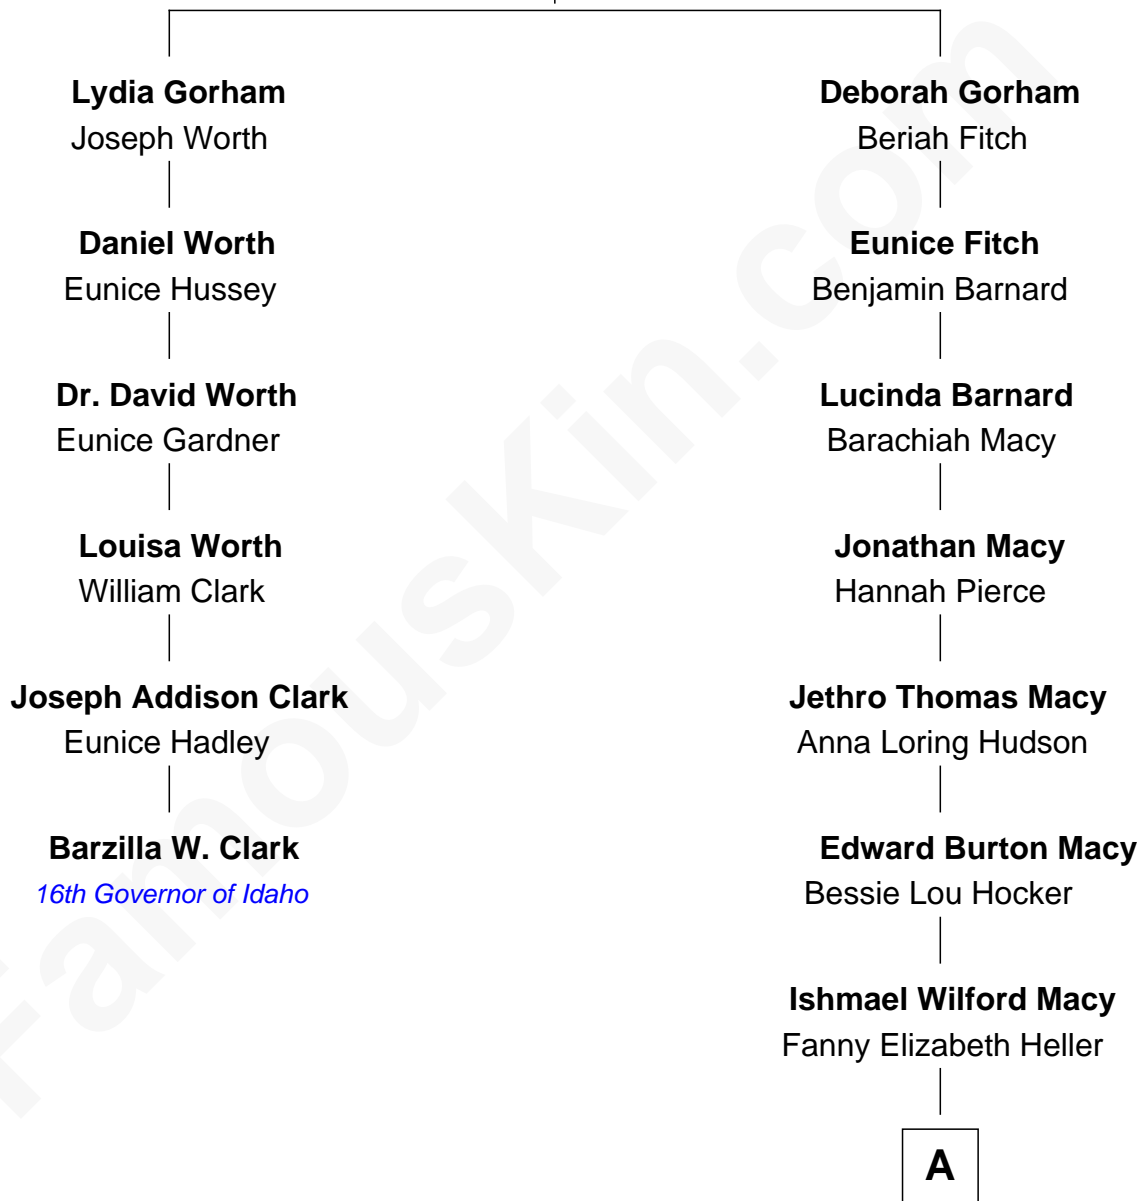 Lydia Gorham
Joseph Worth
Deborah Gorham
Beriah Fitch
Daniel Worth
Eunice Hussey
Eunice Fitch
Benjamin Barnard
Dr. David Worth
Eunice Gardner
Lucinda Barnard
Barachiah Macy
Louisa Worth
William Clark
Jonathan Macy
Hannah Pierce
Joseph Addison Clark
Eunice Hadley
Jethro Thomas Macy
Anna Loring Hudson
Barzilla W. Clark
16th Governor of Idaho
Edward Burton Macy
Bessie Lou Hocker
Ishmael Wilford Macy
Fanny Elizabeth Heller
A
FamousKin.com